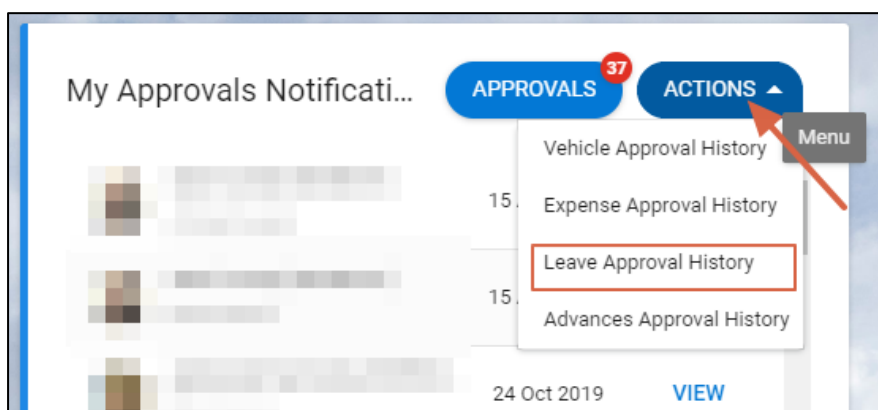 My Approvals Notificati...
APPROVALS
37
ACTIONS
Menu
Vehicle Approval History
15
Expense Approval History
Leave Approval History
15
Advances Approval History
24 Oct 2019
VIEW